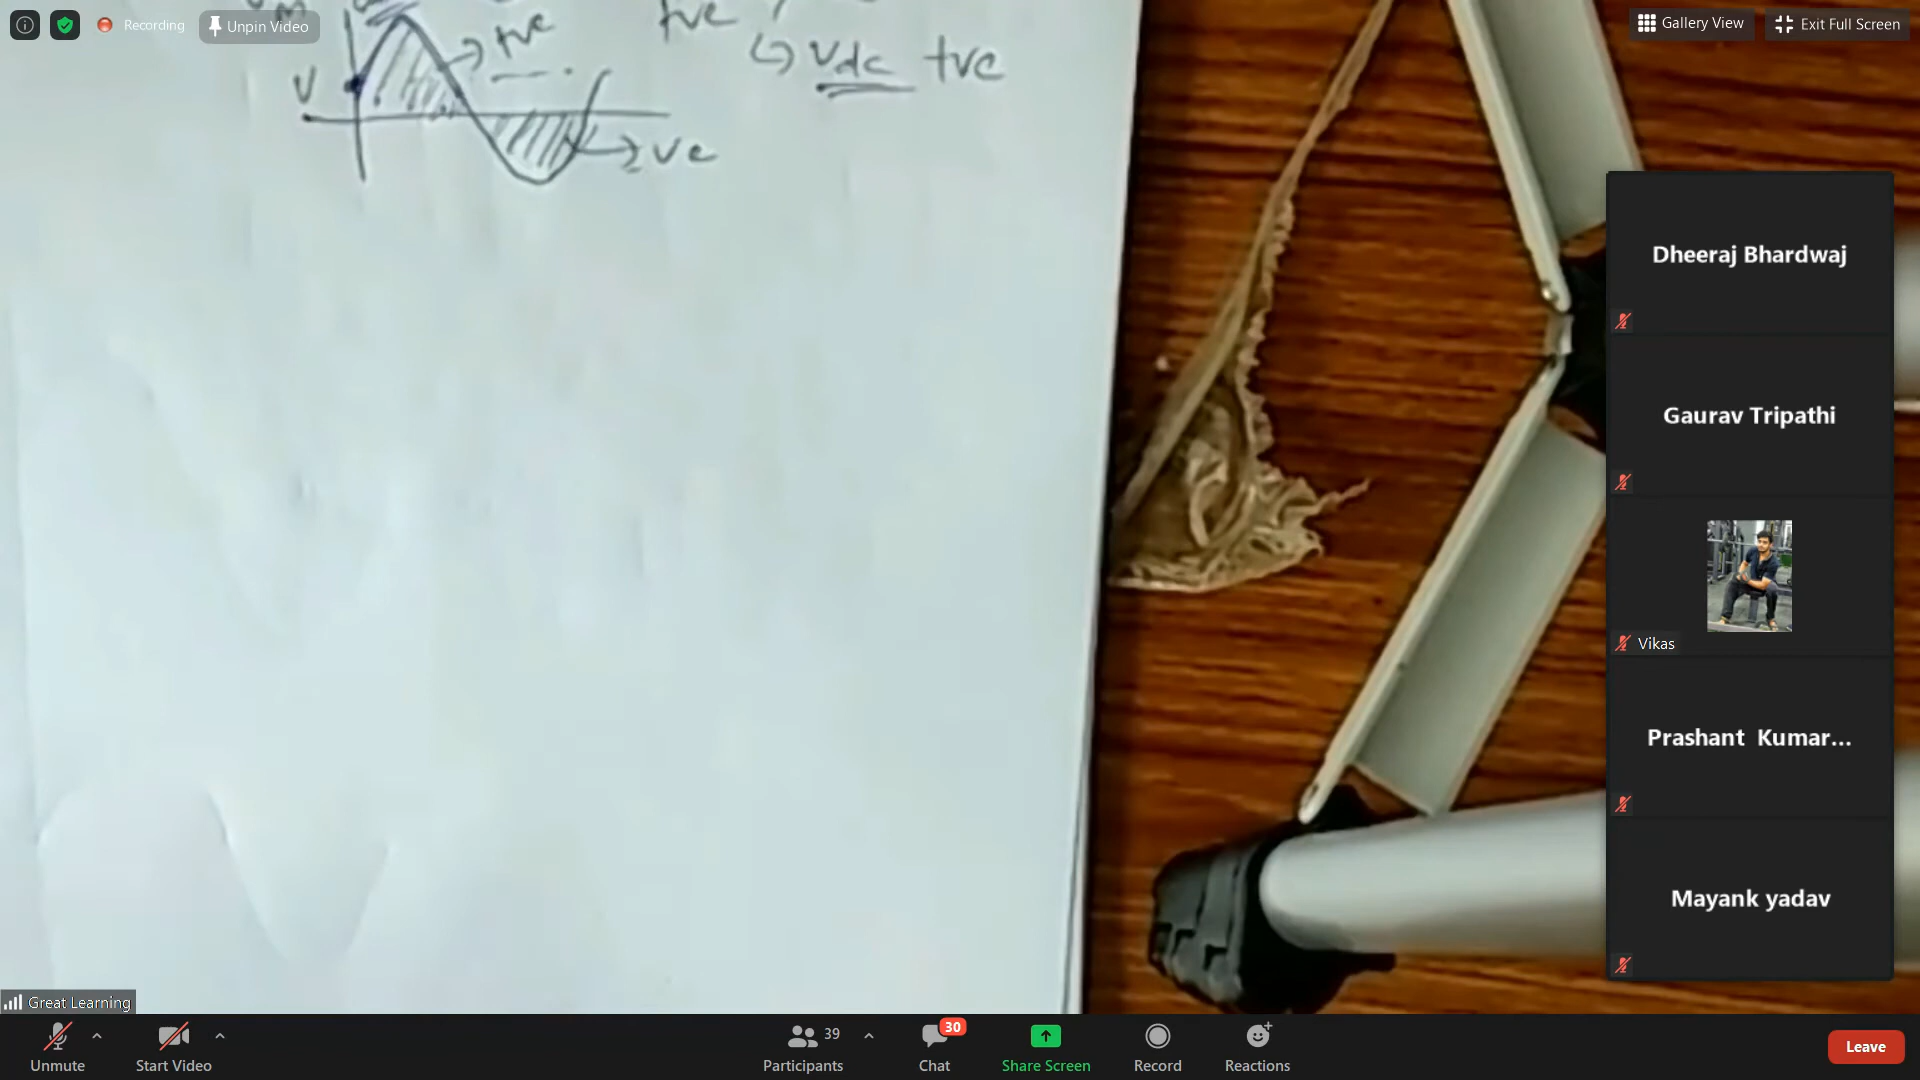 Recording
Unpin Video
Gallery View
Exit Full Screen
+ve
+ve
Vdc +ve
V
-ve
Dheeraj Bhardwaj
Gaurav Tripathi
Vikas
Prashant Kumar...
Mayank yadav
Great Learning
Unmute
Start Video
39
Participants
30
Chat
Share Screen
Record
Reactions
Leave